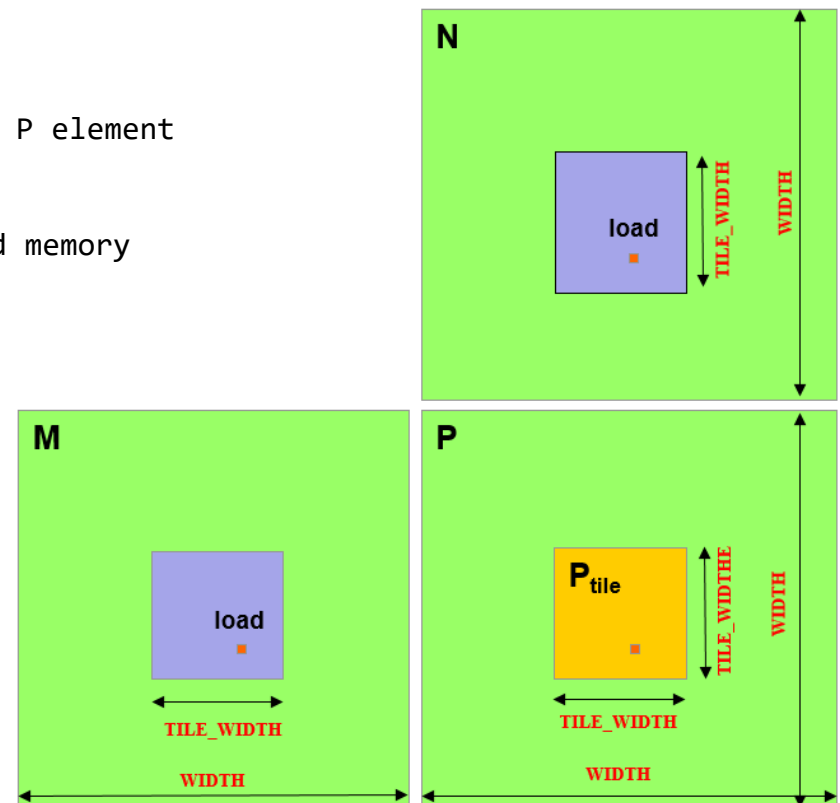 N
P element
load
TILE_WIDTH
WIDTH
d memory
M
P
load
TILE_WIDTH
WIDTH
Ptile
TILE_WIDTHE
WIDTH
TILE_WIDTH
WIDTH